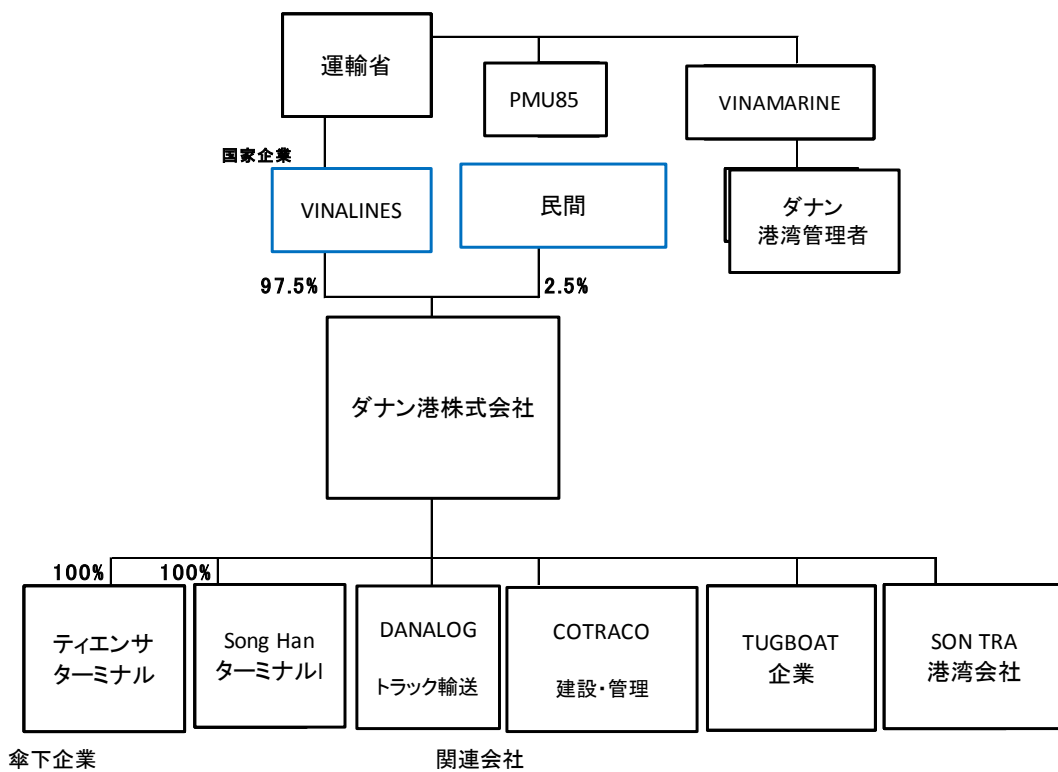 運輸省
PMU85
VINAMARINE
国家企業
VINALINES
民間
ダナン
港湾管理者
97.5%
2.5%
ダナン港株式会社
100%
100%
ティエンサ
ターミナル
Song Han
ターミナルl
DANALOG
トラック輸送
COTRACO
建設・管理
TUGBOAT
企業
SON TRA
港湾会社
傘下企業
関連会社